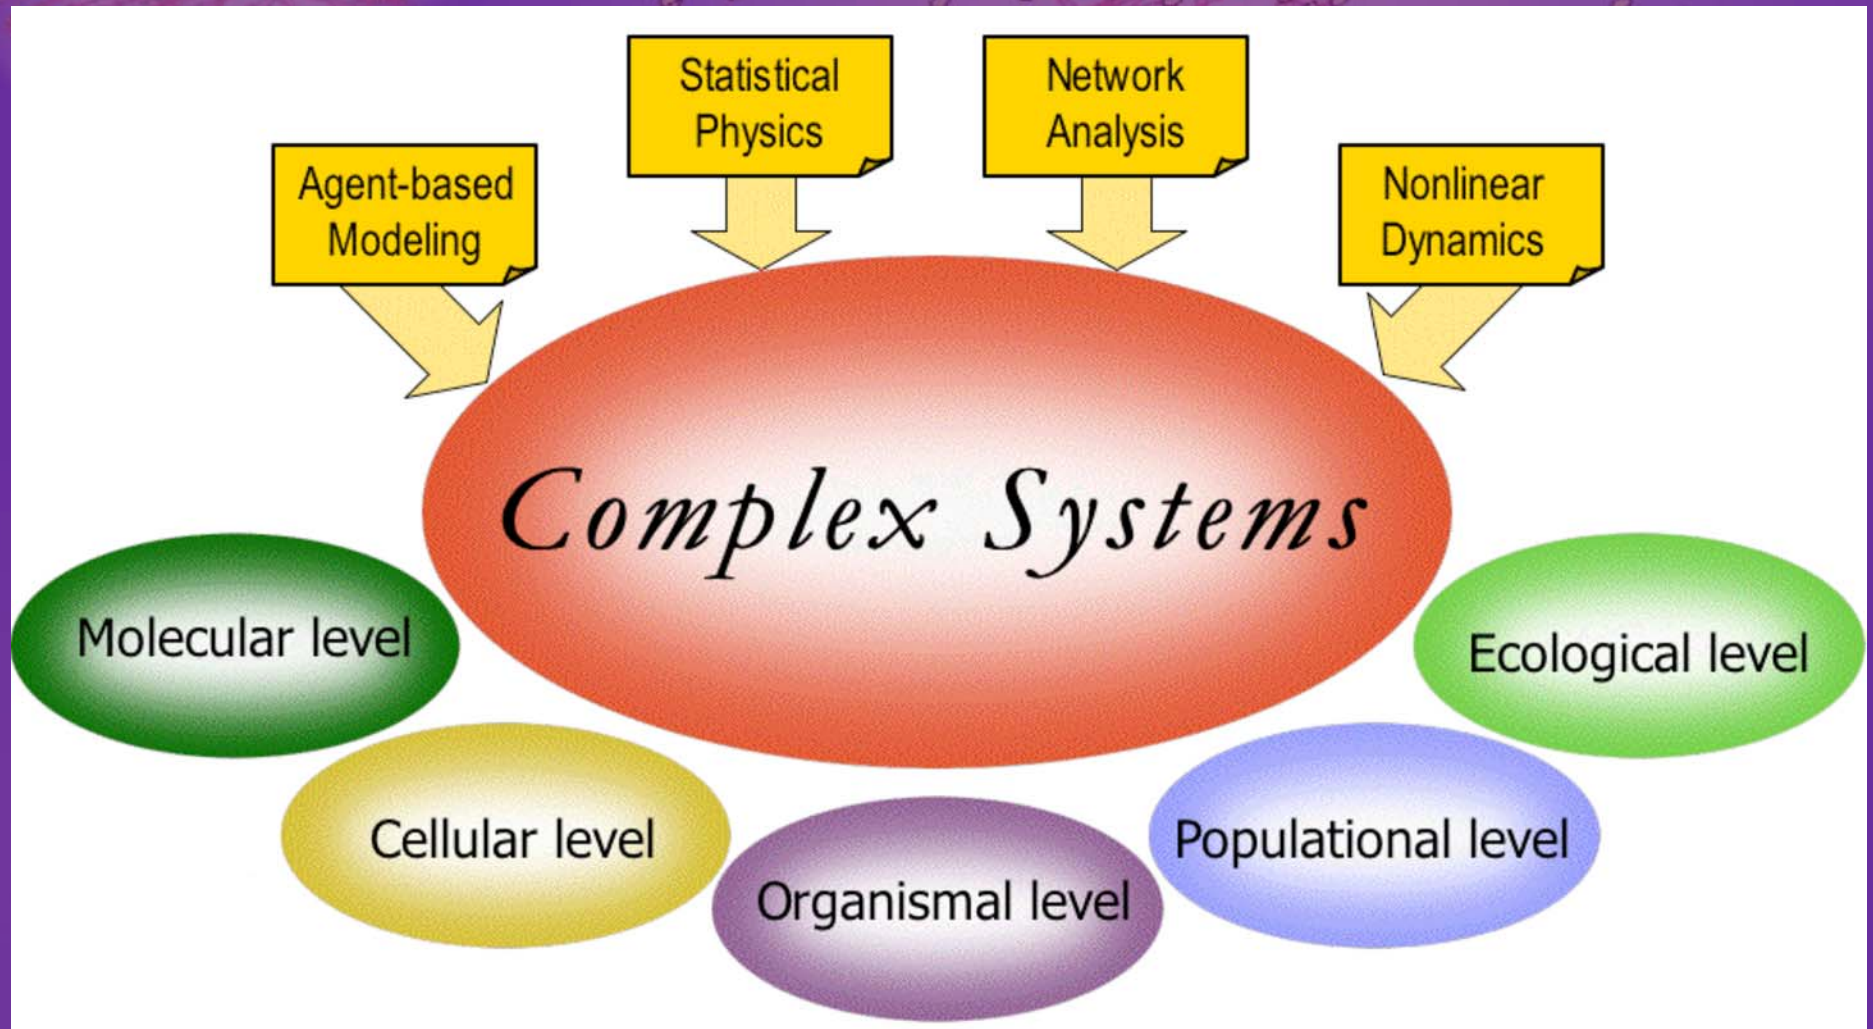 Statistical
Physics
Network
Analysis
Agent-based
Modeling
Nonlinear
Dynamics
Complex Systems
Molecular level
Ecological level
Cellular level
Populational level
Organismal level